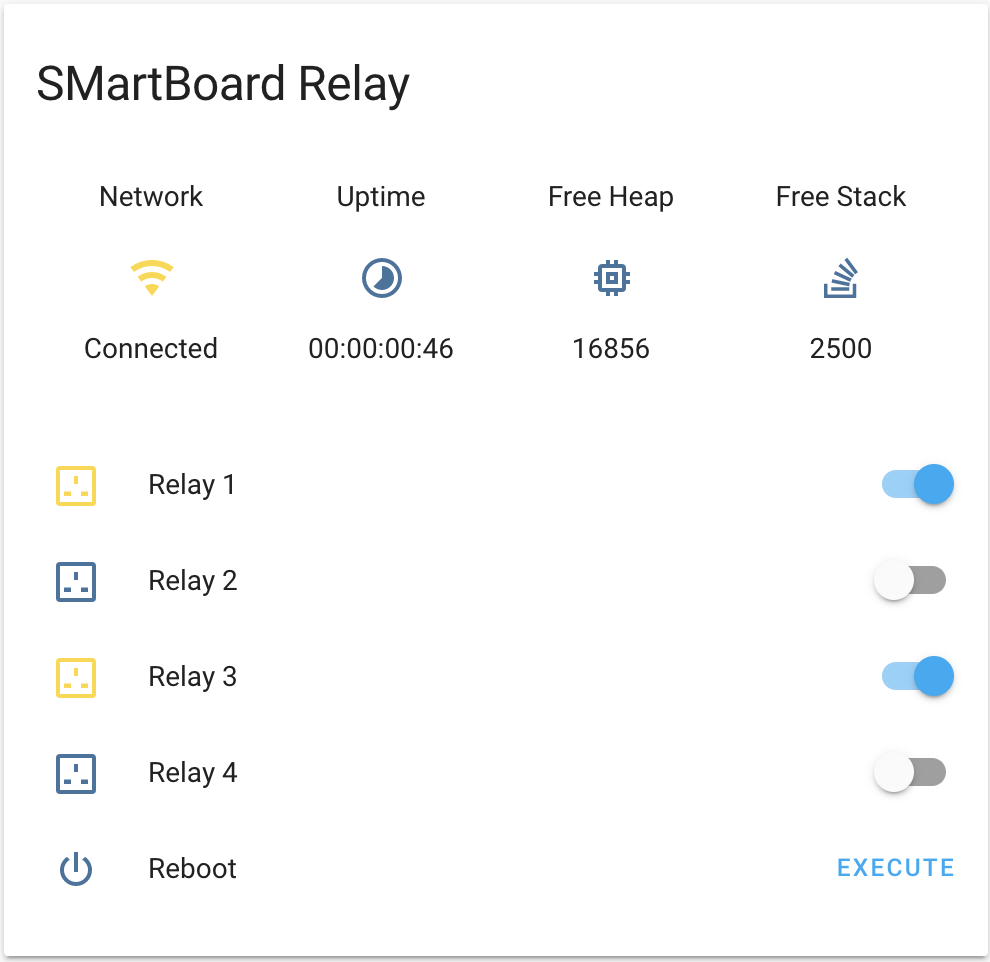 SMartBoard Relay
Network Uptime Free Heap Free Stack
Connected 00:00:00:46 16856 2500
Relay 1
Relay 2
Relay 3
Relay 4
Reboot EXECUTE